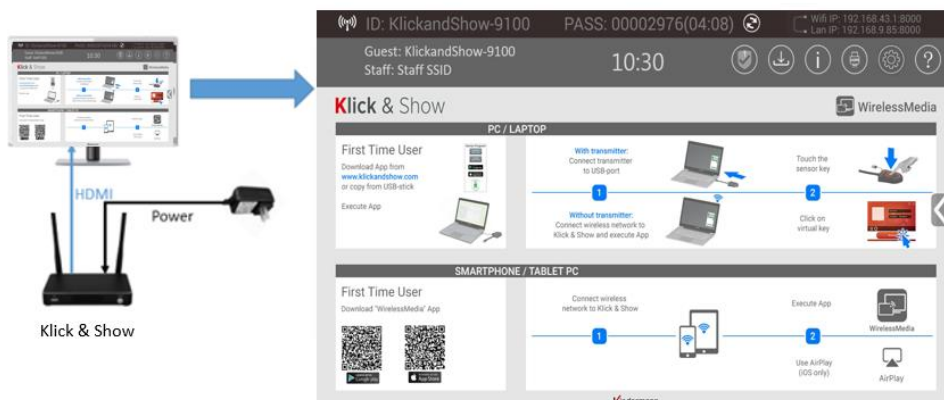 HDMI
Power
Klick & Show
ID: KlickandShow-9100
PASS: 00002976(04:08)
Wifi IP: 192.168.43.1:8000
Lan IP: 192.168.9.85:8000
Guest: KlickandShow-9100
Staff: Staff SSID
10:30
?
Klick & Show
WirelessMedia
PC / LAPTOP
First Time User
Download App from
www.klickandshow.com
or copy from USB-stick
Execute App
With transmitter:
Connect transmitter
to USB-port
1
Without transmitter:
Connect wireless network to
Klick & Show and execute App
Touch the
sensor key
2
Click on
virtual key
SMARTPHONE / TABLET PC
First Time User
Download "WirelessMedia" App
Google play
App Store
Connect wireless
network to Klick & Show
1
Execute App
2
Use AirPlay
(iOS only)
WirelessMedia
AirPlay